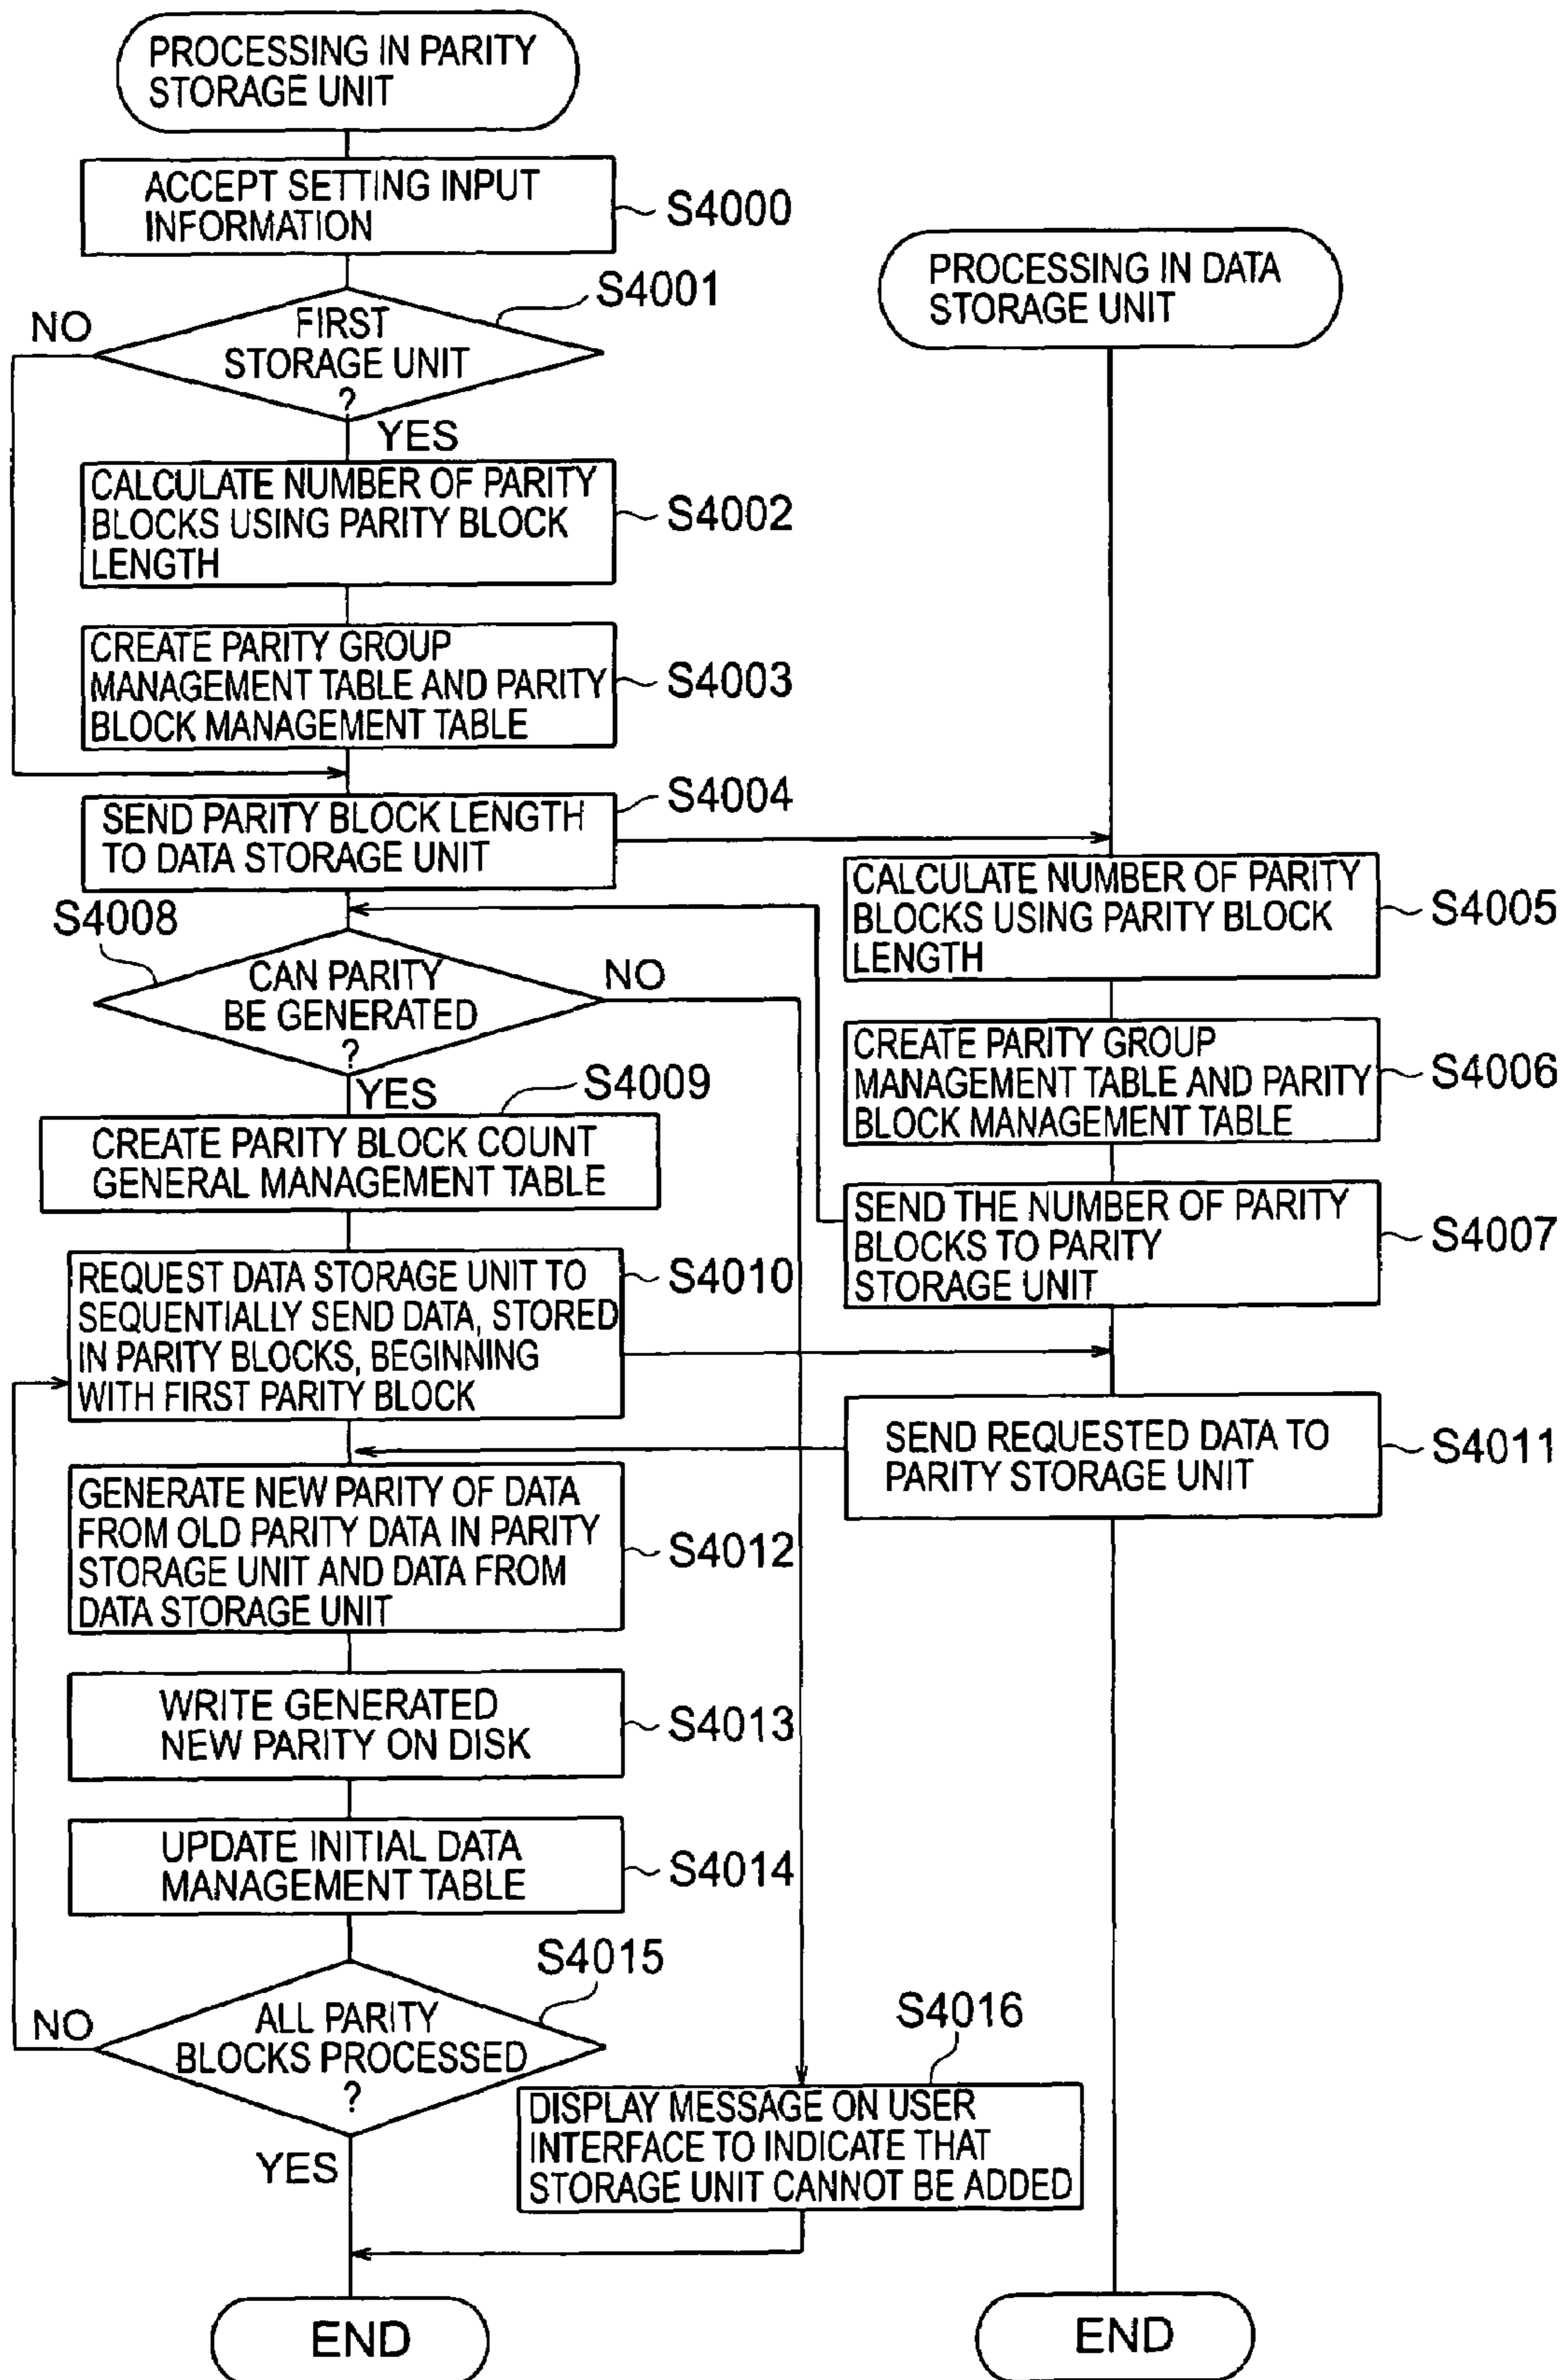 PROCESSING IN PARITY
STORAGE UNIT
ACCEPT SETTING INPUT
INFORMATION
S4000
PROCESSING IN DATA
STORAGE UNIT
S4001
NO
FIRST
STORAGE UNIT
?
YES
CALCULATE NUMBER OF PARITY
BLOCKS USING PARITY BLOCK
LENGTH
S4002
CREATE PARITY GROUP
MANAGEMENT TABLE AND PARITY
BLOCK MANAGEMENT TABLE
S4003
SEND PARITY BLOCK LENGTH
TO DATA STORAGE UNIT
S4004
CALCULATE NUMBER OF PARITY
BLOCKS USING PARITY BLOCK
LENGTH
S4005
S4008
CAN PARITY
BE GENERATED
?
NO
YES
CREATE PARITY GROUP
MANAGEMENT TABLE AND PARITY
BLOCK MANAGEMENT TABLE
S4006
S4009
CREATE PARITY BLOCK COUNT
GENERAL MANAGEMENT TABLE
SEND THE NUMBER OF PARITY
BLOCKS TO PARITY
STORAGE UNIT
S4007
REQUEST DATA STORAGE UNIT TO
SEQUENTIALLY SEND DATA, STORED
IN PARITY BLOCKS, BEGINNING
WITH FIRST PARITY BLOCK
S4010
SEND REQUESTED DATA TO
PARITY STORAGE UNIT
S4011
GENERATE NEW PARITY OF DATA
FROM OLD PARITY DATA IN PARITY
STORAGE UNIT AND DATA FROM
DATA STORAGE UNIT
S4012
WRITE GENERATED
NEW PARITY ON DISK
S4013
UPDATE INITIAL DATA
MANAGEMENT TABLE
S4014
S4015
NO
ALL PARITY
BLOCKS PROCESSED
?
YES
S4016
DISPLAY MESSAGE ON USER
INTERFACE TO INDICATE THAT
STORAGE UNIT CANNOT BE ADDED
END
END